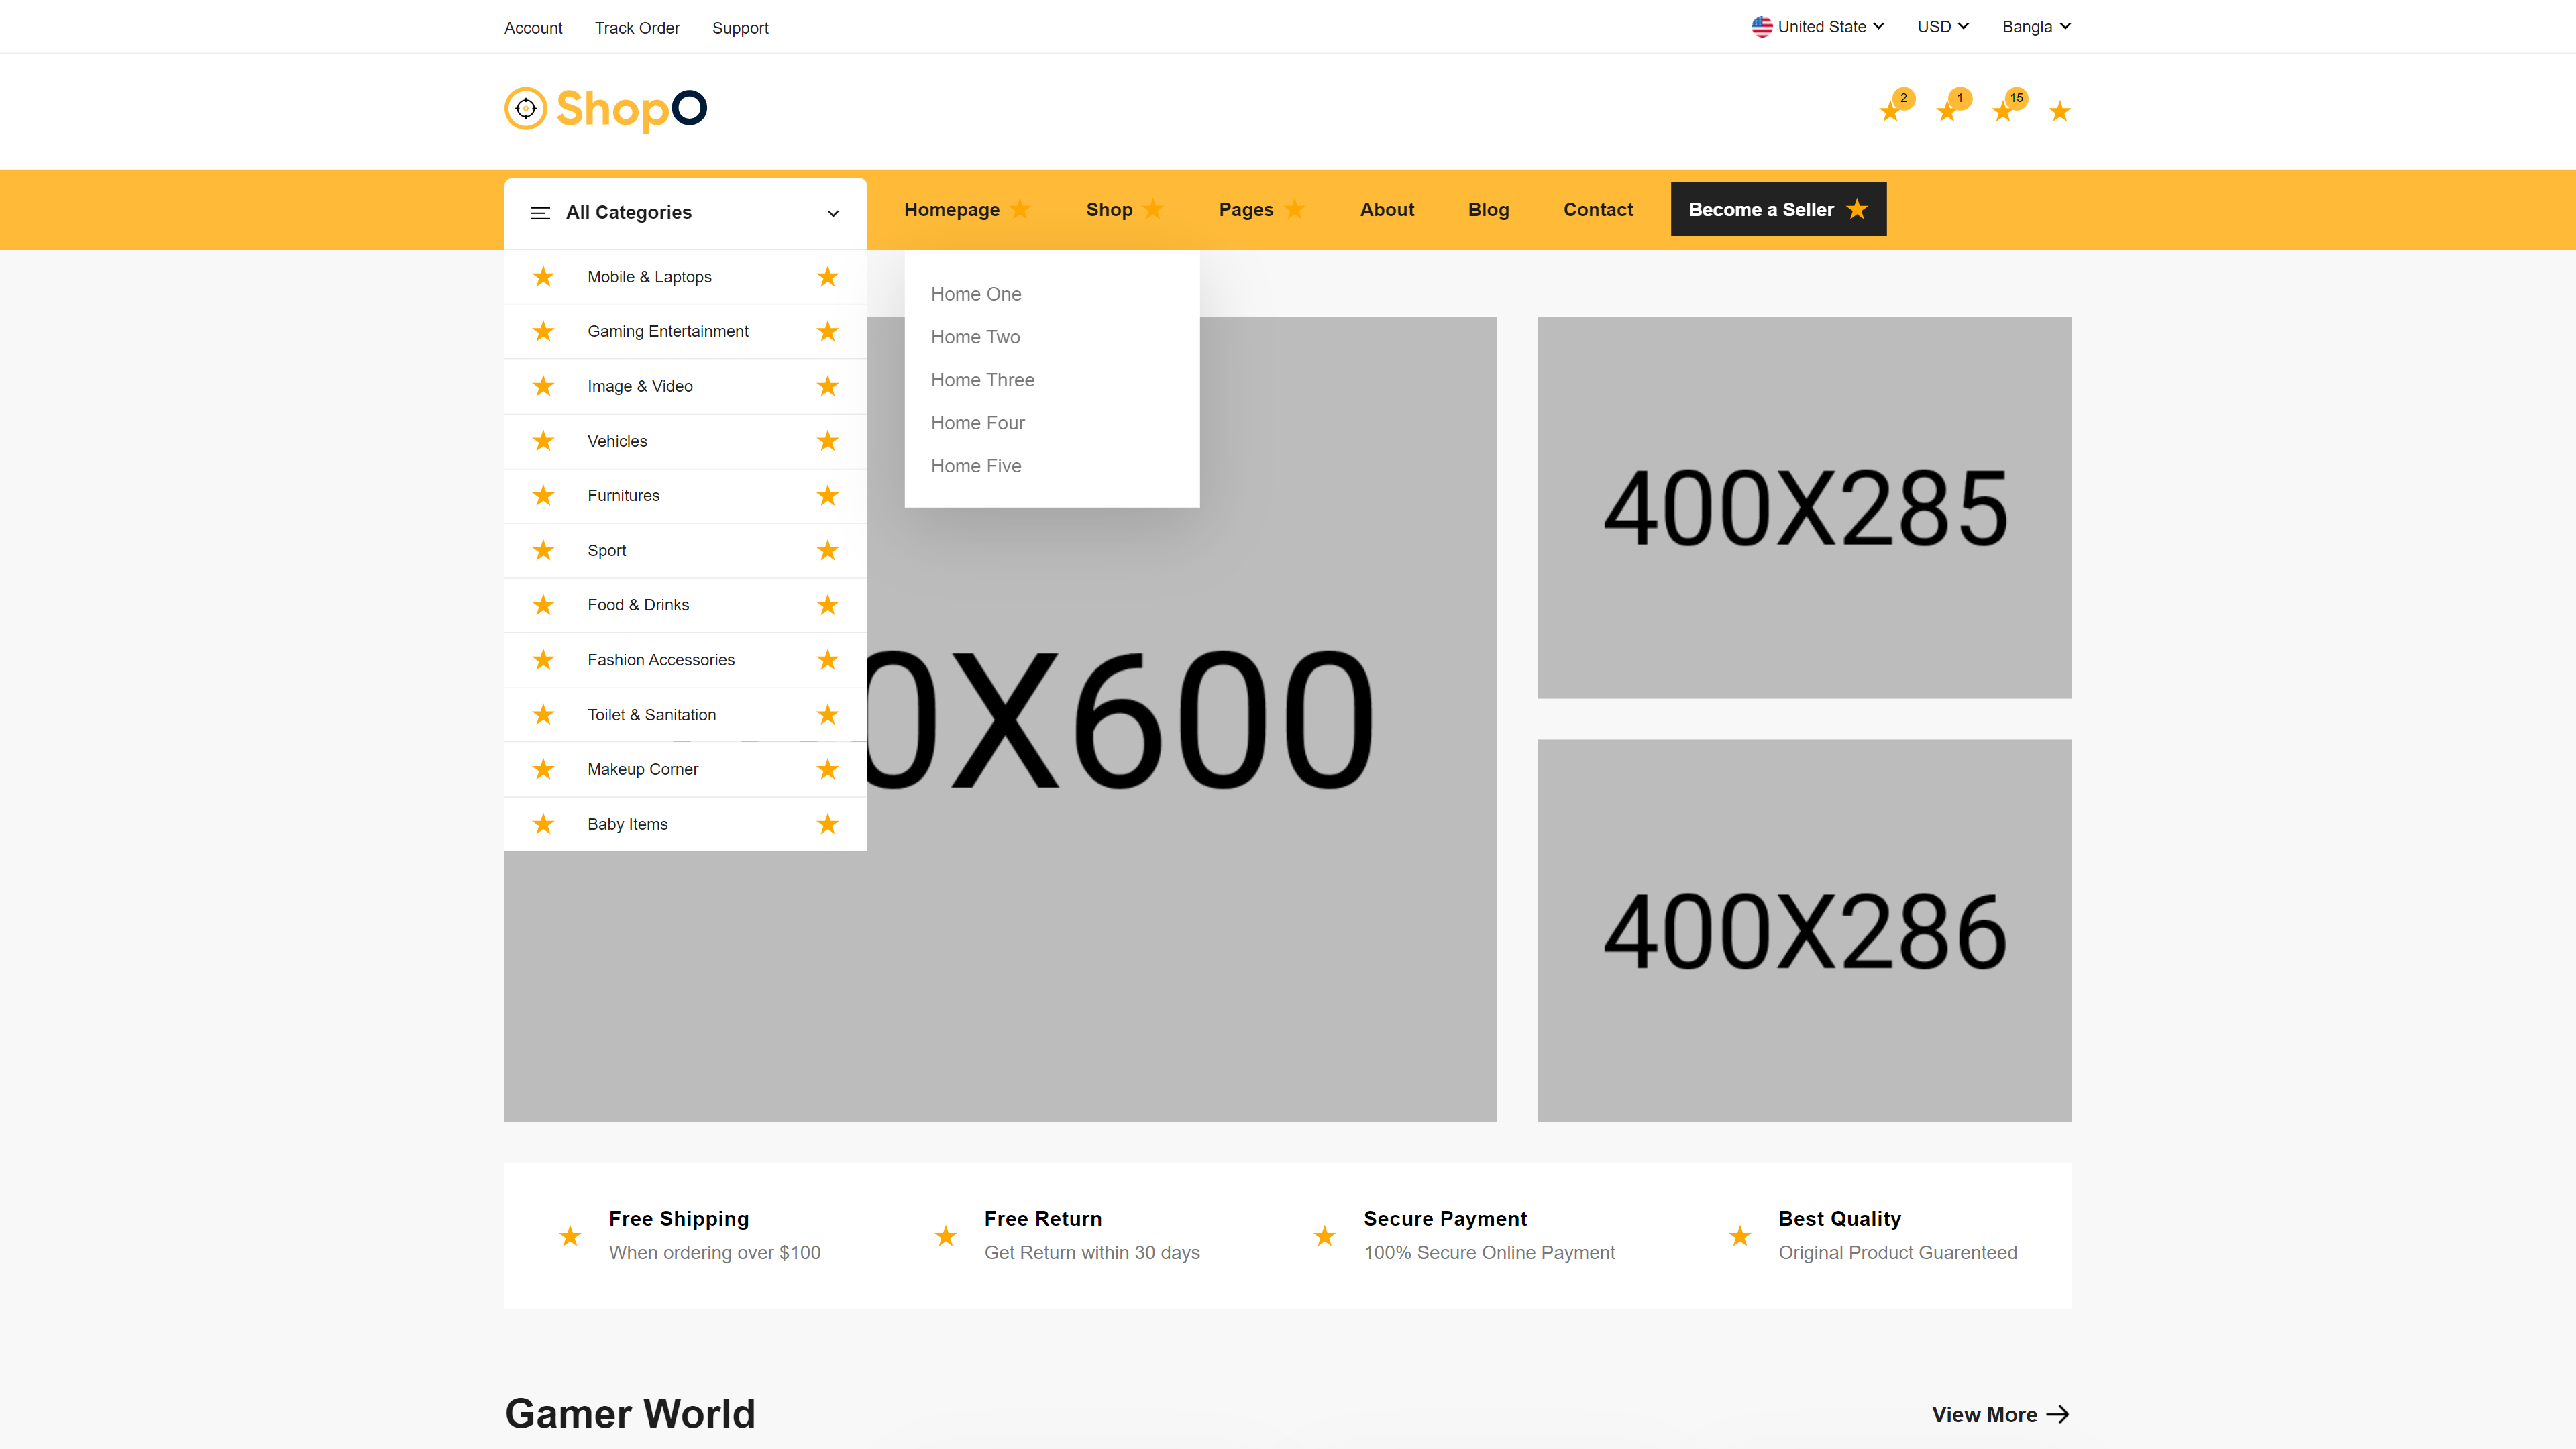 Account Track Order Support United State USD Bangla
ShopO 2 1 15
All Categories Homepage Shop Pages About Blog Contact Become a Seller
Mobile & Laptops
Gaming Entertainment
Image & Video
Vehicles
Furnitures
Sport
Food & Drinks
Fashion Accessories
Toilet & Sanitation
Makeup Corner
Baby Items
Home One
Home Two
Home Three
Home Four
Home Five
0X600
400X285
400X286
Free Shipping
When ordering over $100
Free Return
Get Return within 30 days
Secure Payment
100% Secure Online Payment
Best Quality
Original Product Guarenteed
Gamer World View More